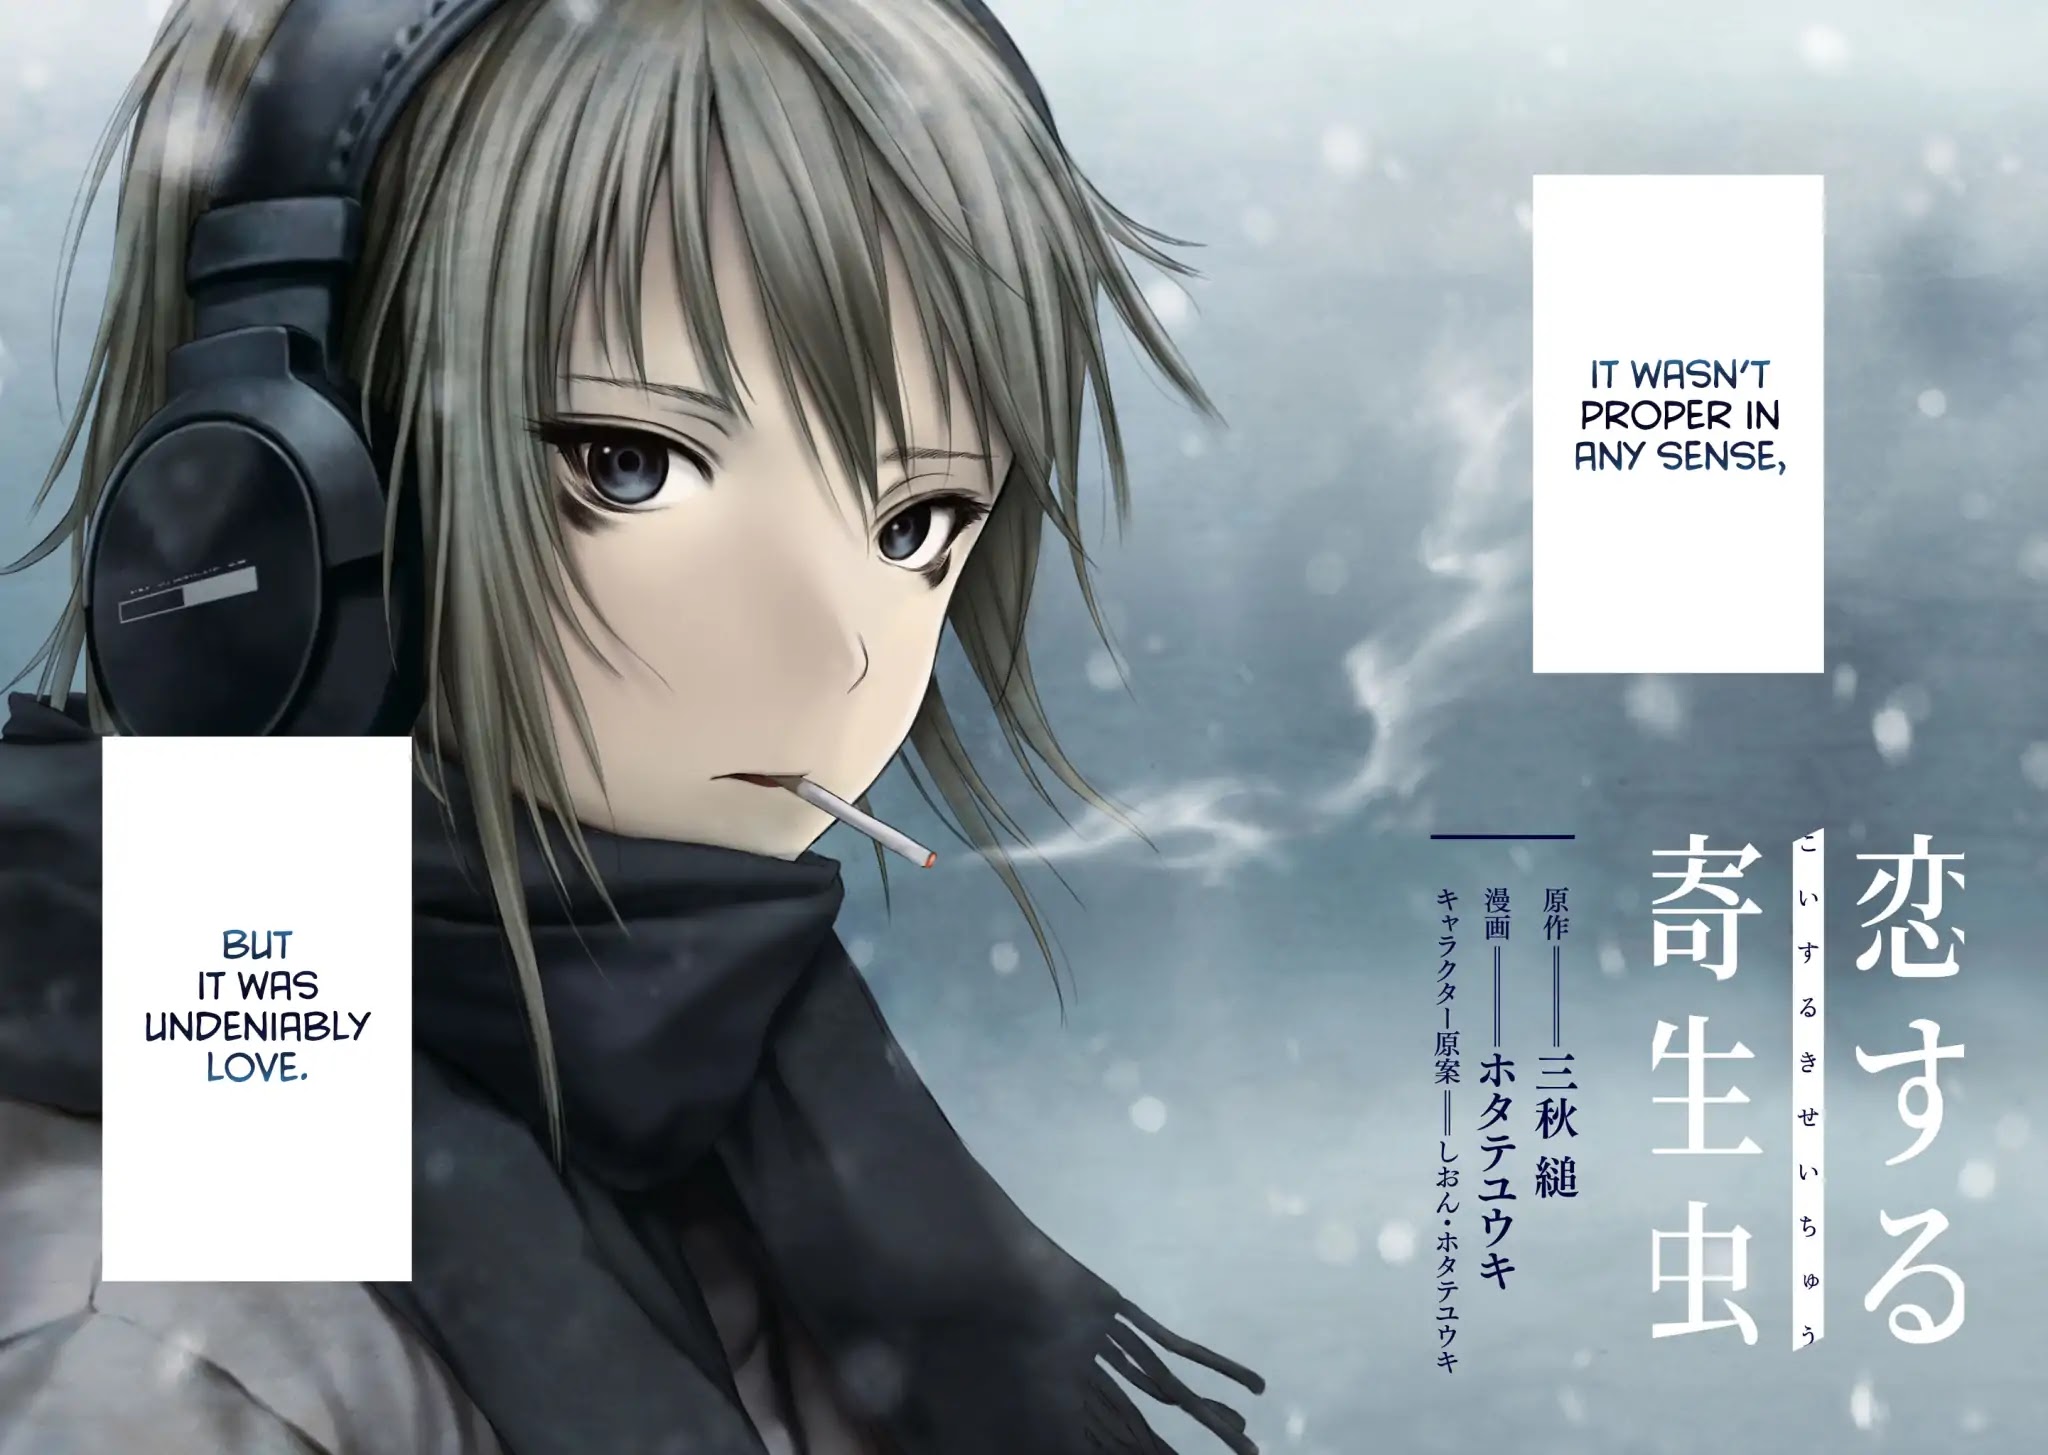 IT WASN'T
PROPER IN
ANY SENSE,
恋する
こいするきせいちゅう
寄生虫
原作＝三秋 縋
漫画＝ホタテユウキ
キャラクター原案＝しおん・ホタテユウキ
BUT
IT WAS
UNDENIABLY
LOVE.